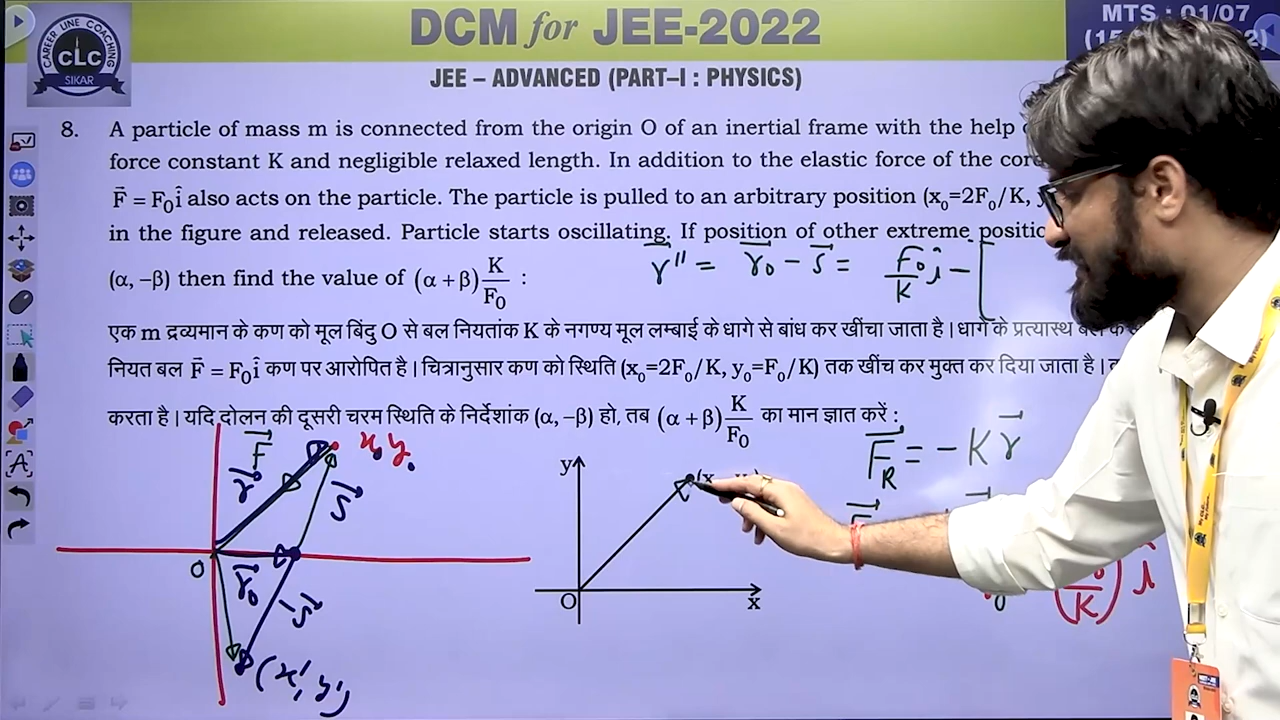 DCM for JEE-2022
MTS : 01/07
CAREER LINE COACHING
CLC
SIKAR
JEE – ADVANCED (PART–I : PHYSICS)
8. A particle of mass m is connected from the origin O of an inertial frame with the help
force constant K and negligible relaxed length. In addition to the elastic force of the
F⃗ = F₀î also acts on the particle. The particle is pulled to an arbitrary position (x₀=2F₀/K,
in the figure and released. Particle starts oscillating. If position of other extreme
(α, –β) then find the value of (α + β) K/F₀ :
r⃗'' = r⃗₀ – s⃗ = F₀/K î – [
एक m द्रव्यमान के कण को मूल बिंदु O से बल नियतांक K के नगण्य मूल लम्बाई के धागे से बांध कर खींचा जाता है। धागे के प्रत्यास्थ बल के
नियत बल F⃗ = F₀î कण पर आरोपित है। चित्रानुसार कण को स्थिति (x₀=2F₀/K, y₀=F₀/K) तक खींच कर मुक्त कर दिया जाता है।
करता है। यदि दोलन की दूसरी चरम स्थिति के निर्देशांक (α, –β) हो, तब (α + β) K/F₀ का मान ज्ञात करें :
F⃗
r⃗
x₀ y₀
s⃗
O
r⃗₀
–s⃗
(x', y')
y
O
x
F⃗_R = –K r⃗
K) î